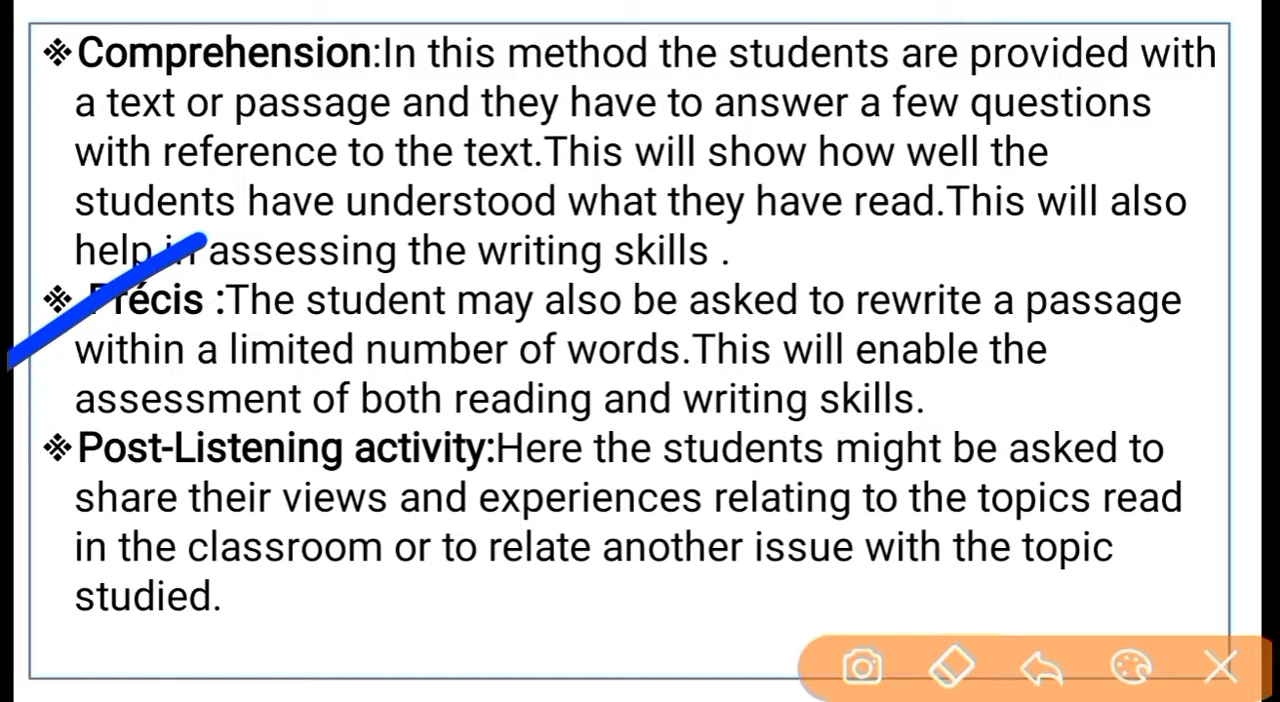 ❖Comprehension:In this method the students are provided with
a text or passage and they have to answer a few questions
with reference to the text.This will show how well the
students have understood what they have read.This will also
help in assessing the writing skills .
❖ Précis :The student may also be asked to rewrite a passage
within a limited number of words.This will enable the
assessment of both reading and writing skills.
❖Post-Listening activity:Here the students might be asked to
share their views and experiences relating to the topics read
in the classroom or to relate another issue with the topic
studied.